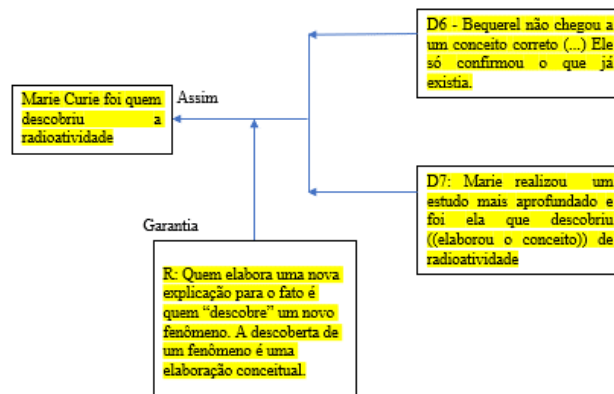 D6 - Bequerel não chegou a
um conceito correto (...) Ele
só confirmou o que já
existia.
Marie Curie foi quem
descobriu a
radioatividade
Assim
D7: Marie realizou um
estudo mais aprofundado e
foi ela que descobriu
((elaborou o conceito)) de
radioatividade
Garantia
R: Quem elabora uma nova
explicação para o fato é
quem “descobre” um novo
fenômeno. A descoberta de
um fenômeno é uma
elaboração conceitual.